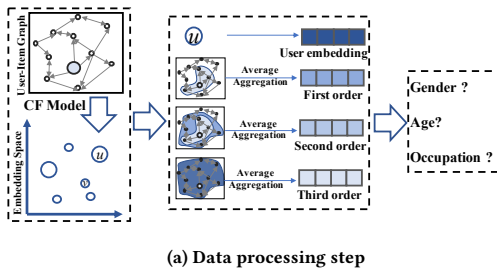 User-Item Graph
CF Model
Embedding Space
u
v
u
User embedding
Average
Aggregation
First order
Average
Aggregation
Second order
Average
Aggregation
Third order
Gender ?
Age?
Occupation ?
(a) Data processing step